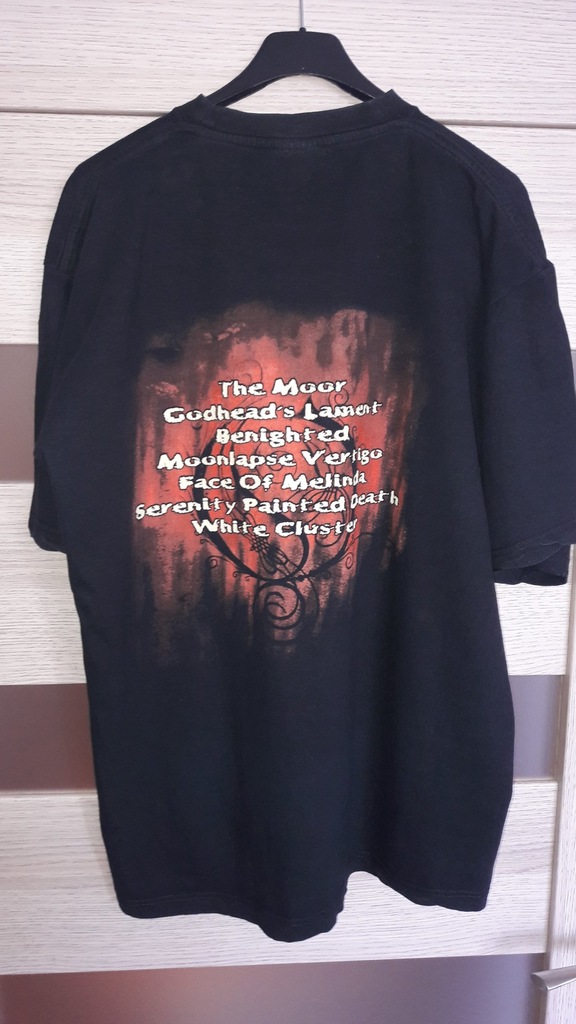 The Moor
Godhead's Lament
Benighted
Moonlapse Vertigo
Face Of Melinda
Serenity Painted Death
White Cluster